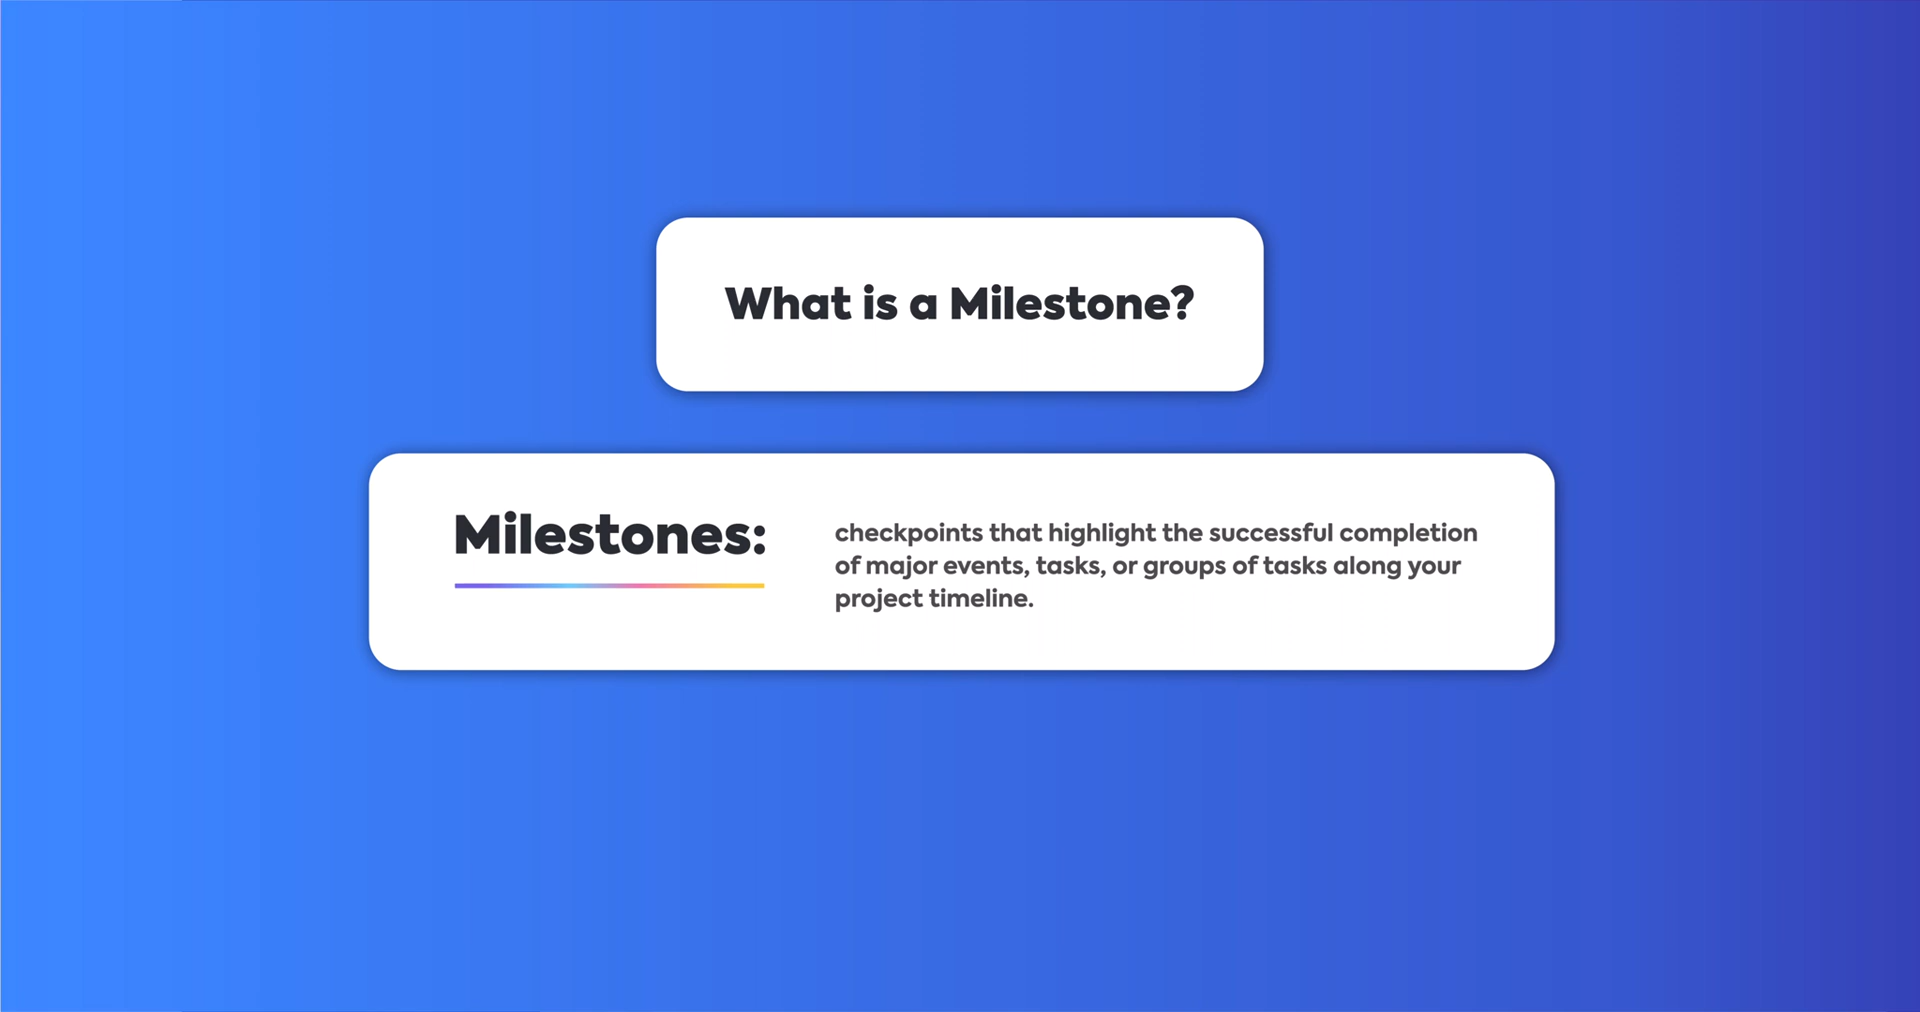 What is a Milestone?
Milestones:
checkpoints that highlight the successful completion
of major events, tasks, or groups of tasks along your
project timeline.